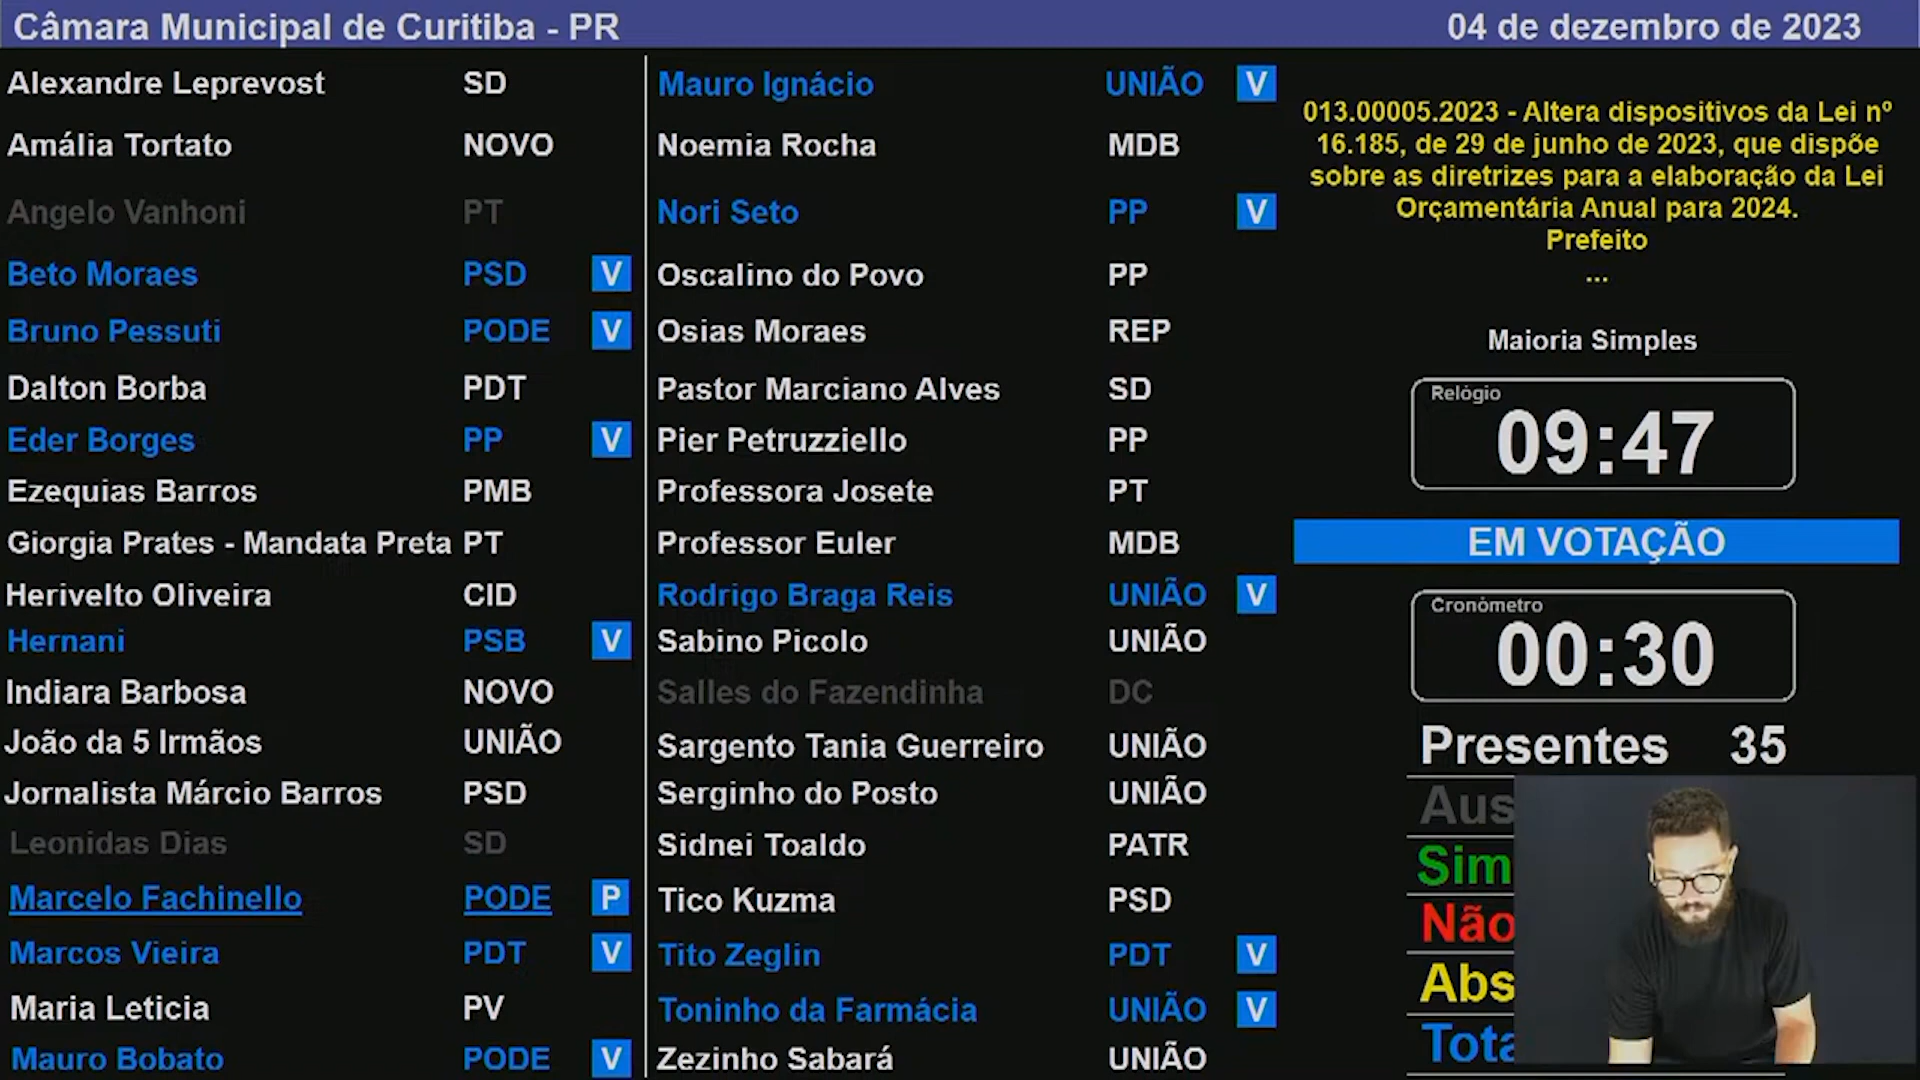 Câmara Municipal de Curitiba - PR 04 de dezembro de 2023
Alexandre Leprevost SD
Amália Tortato NOVO
Angelo Vanhoni PT
Beto Moraes PSD V
Bruno Pessuti PODE V
Dalton Borba PDT
Eder Borges PP V
Ezequias Barros PMB
Giorgia Prates - Mandata Preta PT
Herivelto Oliveira CID
Hernani PSB V
Indiara Barbosa NOVO
João da 5 Irmãos UNIÃO
Jornalista Márcio Barros PSD
Leonidas Dias SD
Marcelo Fachinello PODE P
Marcos Vieira PDT V
Maria Leticia PV
Mauro Bobato PODE V
Mauro Ignácio UNIÃO V
Noemia Rocha MDB
Nori Seto PP V
Oscalino do Povo PP
Osias Moraes REP
Pastor Marciano Alves SD
Pier Petruzziello PP
Professora Josete PT
Professor Euler MDB
Rodrigo Braga Reis UNIÃO V
Sabino Picolo UNIÃO
Salles do Fazendinha DC
Sargento Tania Guerreiro UNIÃO
Serginho do Posto UNIÃO
Sidnei Toaldo PATR
Tico Kuzma PSD
Tito Zeglin PDT V
Toninho da Farmácia UNIÃO V
Zezinho Sabará UNIÃO
013.00005.2023 - Altera dispositivos da Lei nº
16.185, de 29 de junho de 2023, que dispõe
sobre as diretrizes para a elaboração da Lei
Orçamentária Anual para 2024.
Prefeito
...
Maioria Simples
Relógio
09:47
EM VOTAÇÃO
Cronômetro
00:30
Presentes 35
Aus
Sim
Não
Abs
Tota